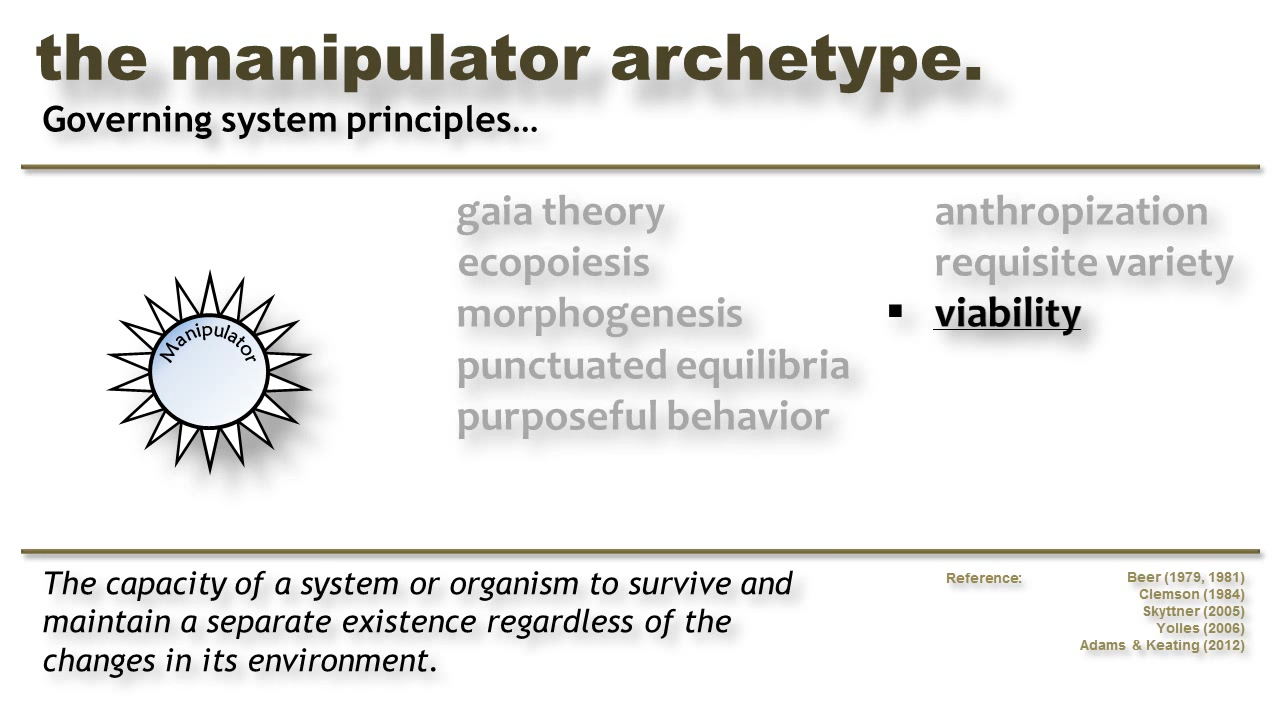 the manipulator archetype.
Governing system principles…
Manipulator
gaia theory
ecopoiesis
morphogenesis
punctuated equilibria
purposeful behavior
anthropization
requisite variety
▪ viability
The capacity of a system or organism to survive and
maintain a separate existence regardless of the
changes in its environment.
Reference:
Beer (1979, 1981)
Clemson (1984)
Skyttner (2005)
Yolles (2006)
Adams & Keating (2012)